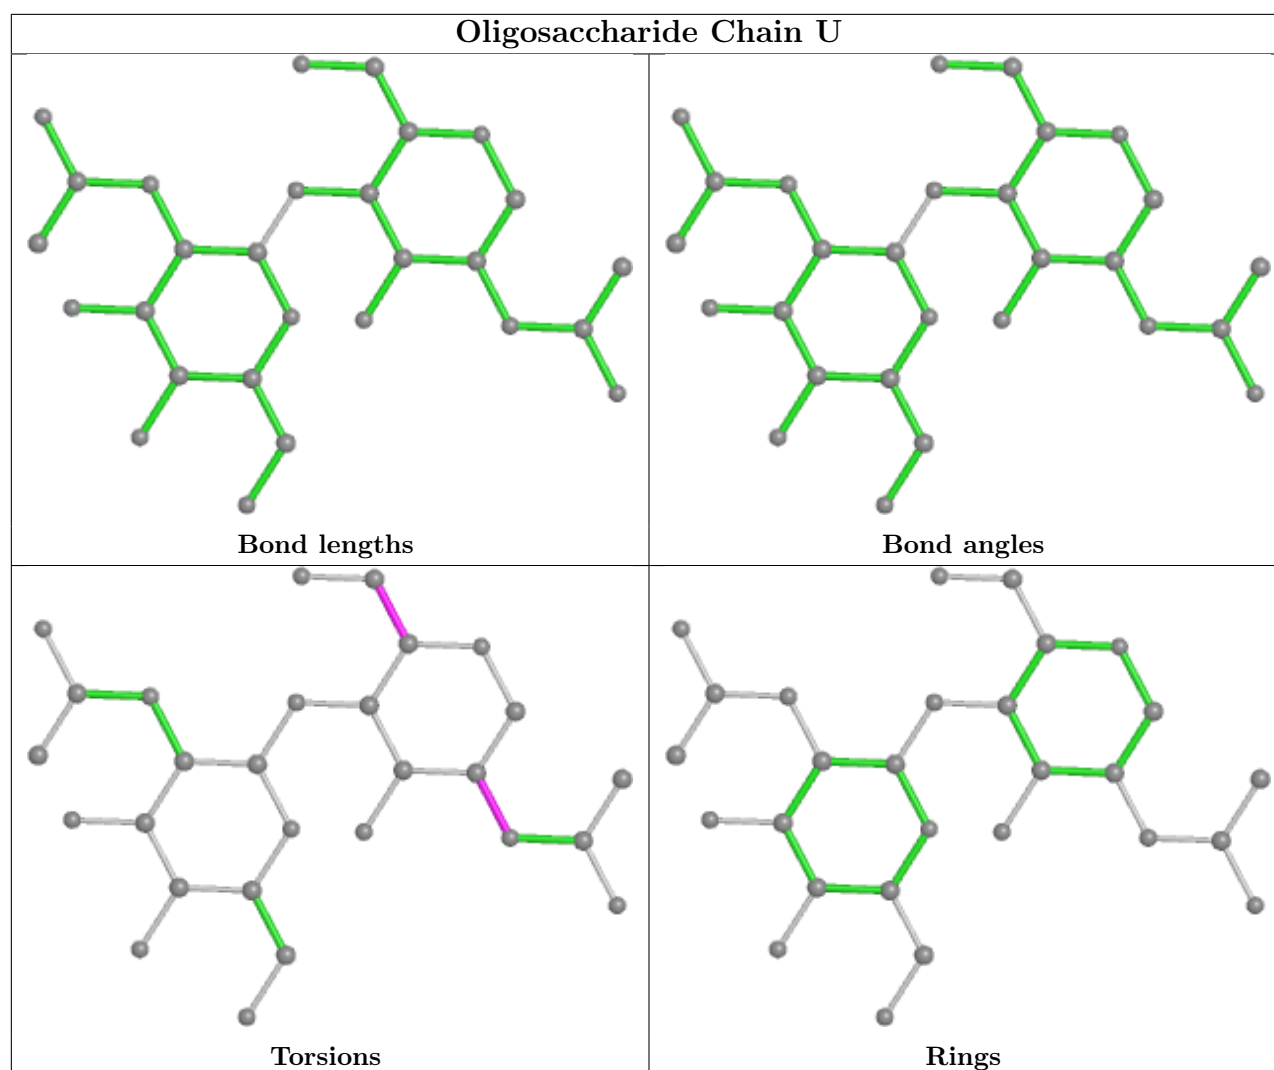 Oligosaccharide Chain U
Bond lengths
Bond angles
Torsions
Rings